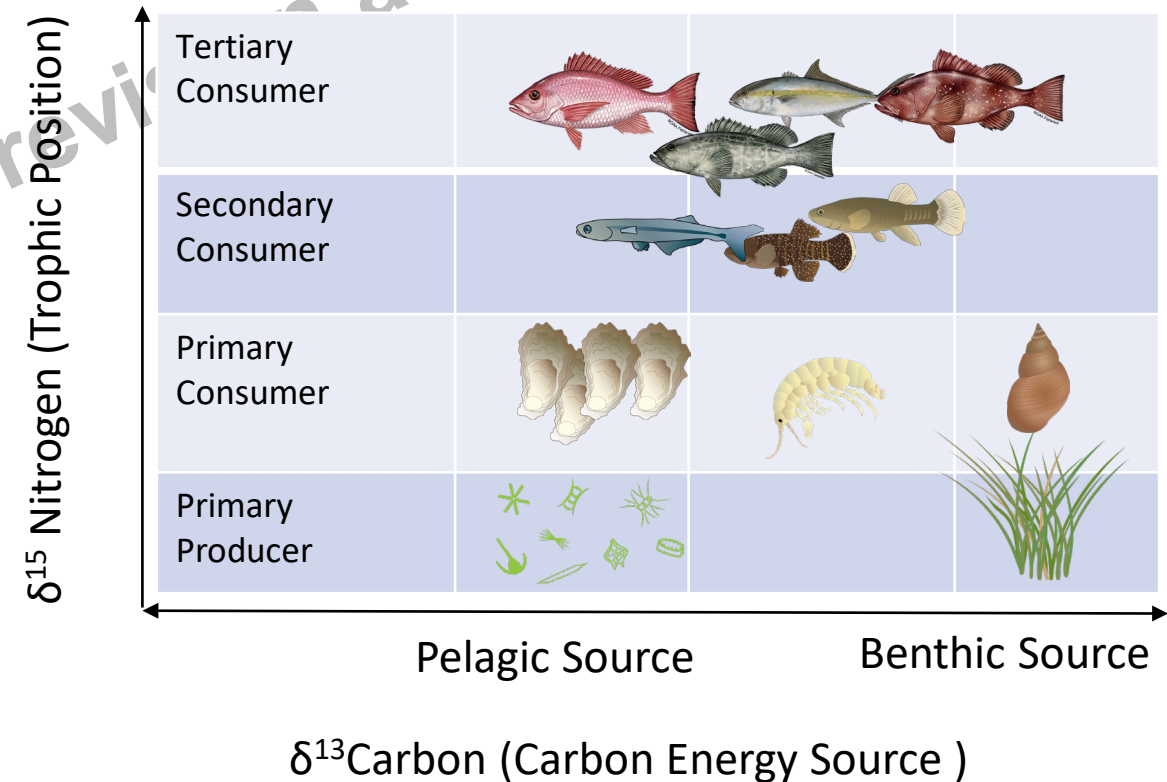 Tertiary
Consumer
Secondary
Consumer
Primary
Consumer
Primary
Producer
δ¹⁵ Nitrogen (Trophic Position)
Pelagic Source
Benthic Source
δ¹³Carbon (Carbon Energy Source )